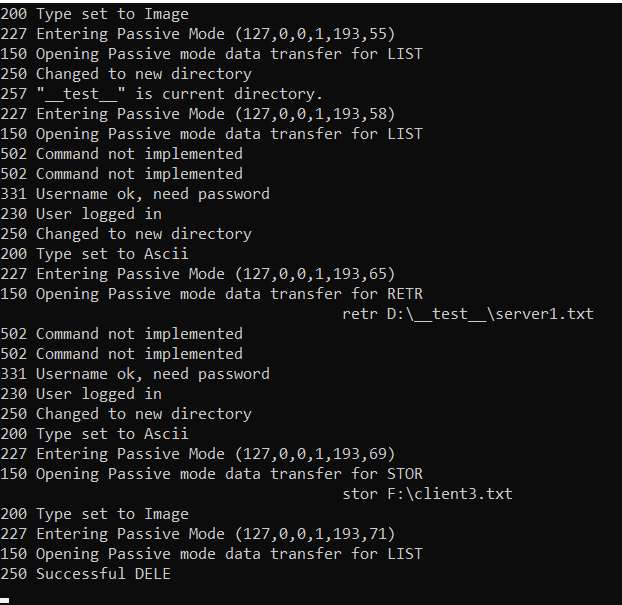 200 Type set to Image
227 Entering Passive Mode (127,0,0,1,193,55)
150 Opening Passive mode data transfer for LIST
250 Changed to new directory
257 "__test__" is current directory.
227 Entering Passive Mode (127,0,0,1,193,58)
150 Opening Passive mode data transfer for LIST
502 Command not implemented
502 Command not implemented
331 Username ok, need password
230 User logged in
250 Changed to new directory
200 Type set to Ascii
227 Entering Passive Mode (127,0,0,1,193,65)
150 Opening Passive mode data transfer for RETR
retr D:\__test__\server1.txt
502 Command not implemented
502 Command not implemented
331 Username ok, need password
230 User logged in
250 Changed to new directory
200 Type set to Ascii
227 Entering Passive Mode (127,0,0,1,193,69)
150 Opening Passive mode data transfer for STOR
stor F:\client3.txt
200 Type set to Image
227 Entering Passive Mode (127,0,0,1,193,71)
150 Opening Passive mode data transfer for LIST
250 Successful DELE